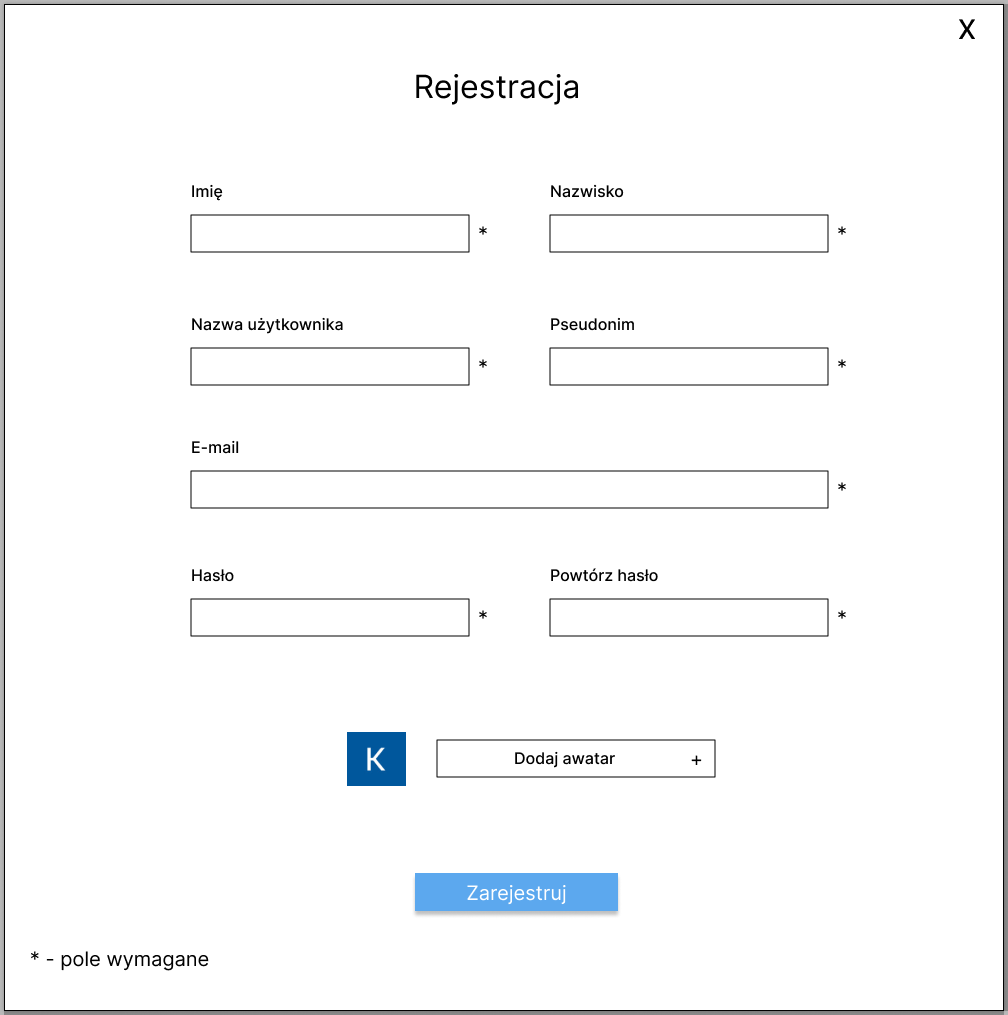 X
Rejestracja
Imię Nazwisko
* *
Nazwa użytkownika Pseudonim
* *
E-mail
*
Hasło Powtórz hasło
* *
K Dodaj awatar +
Zarejestruj
* - pole wymagane